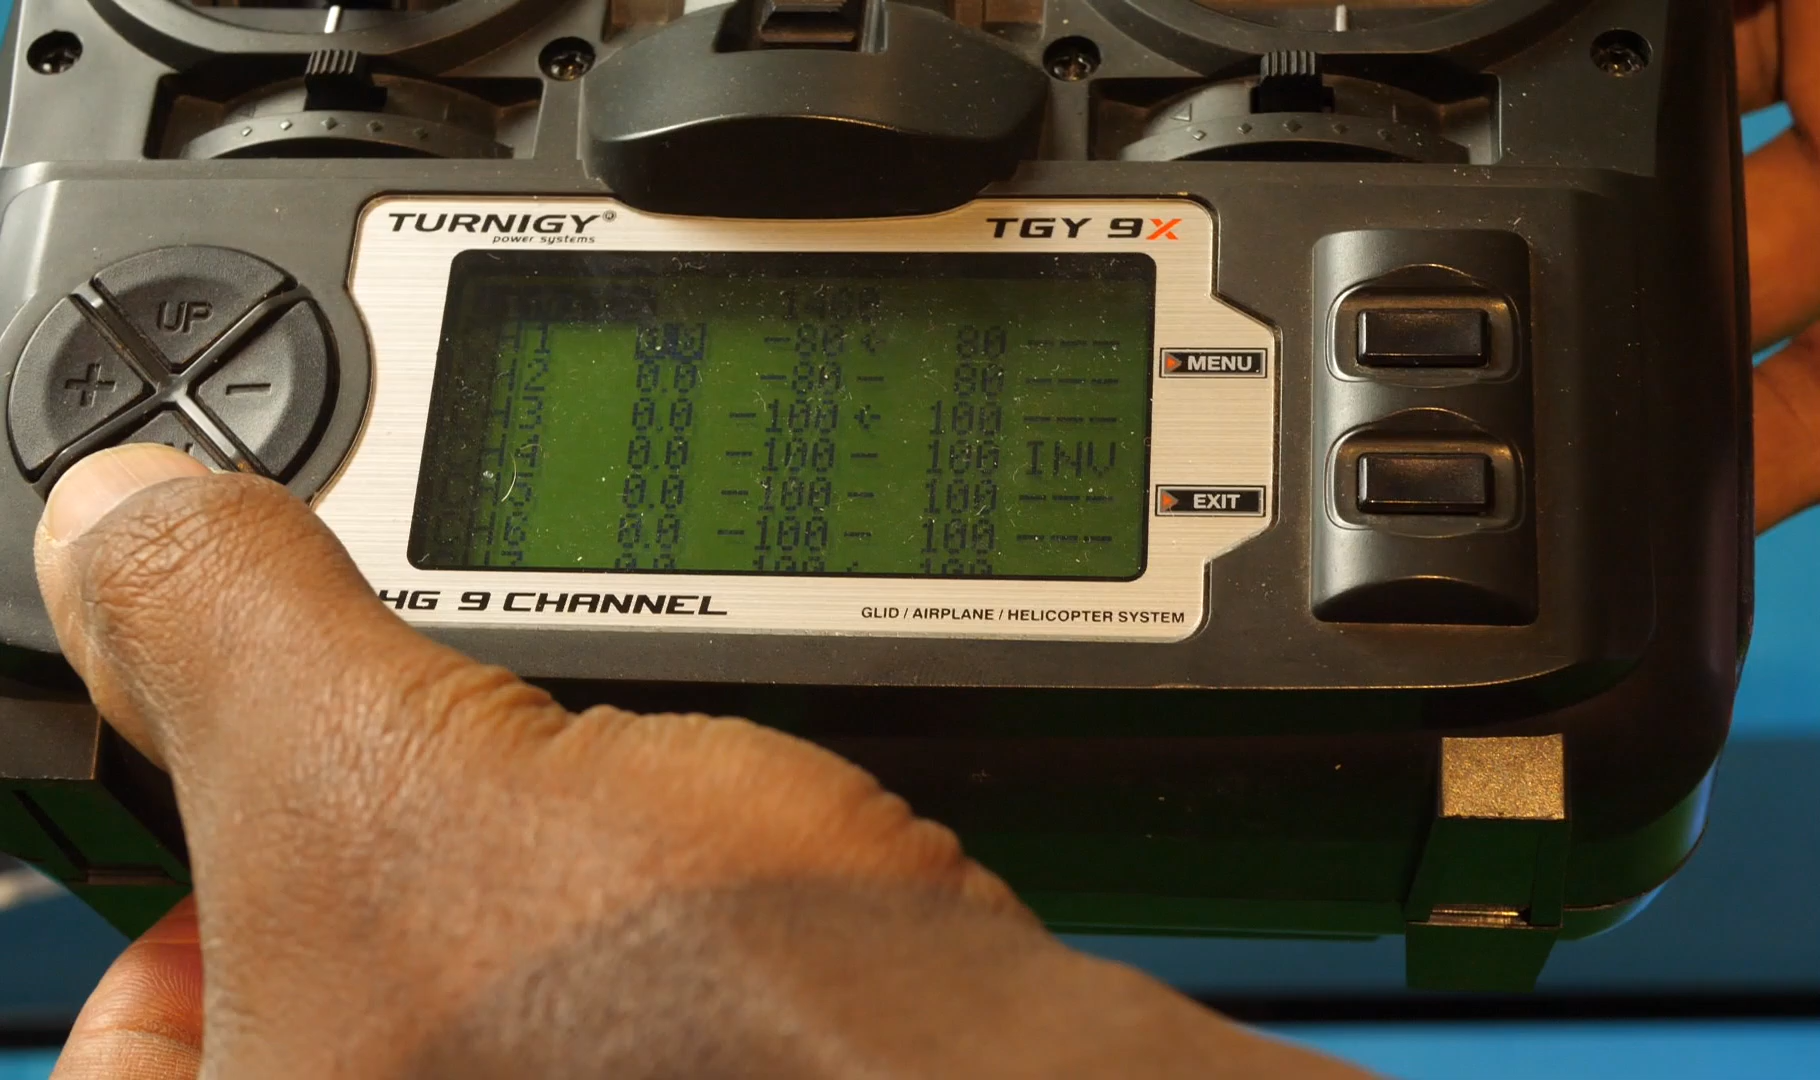 TURNIGY®
power systems
TGY 9X
UP
+
-
0.0 -80 ← 80 ---
0.0 -80 - 80 ---
0.0 -100 ← 100 ---
0.0 -100 - 100 INV
0.0 -100 - 100 ---
0.0 -100 - 100 ---
MENU
EXIT
9 CHANNEL
GLID / AIRPLANE / HELICOPTER SYSTEM